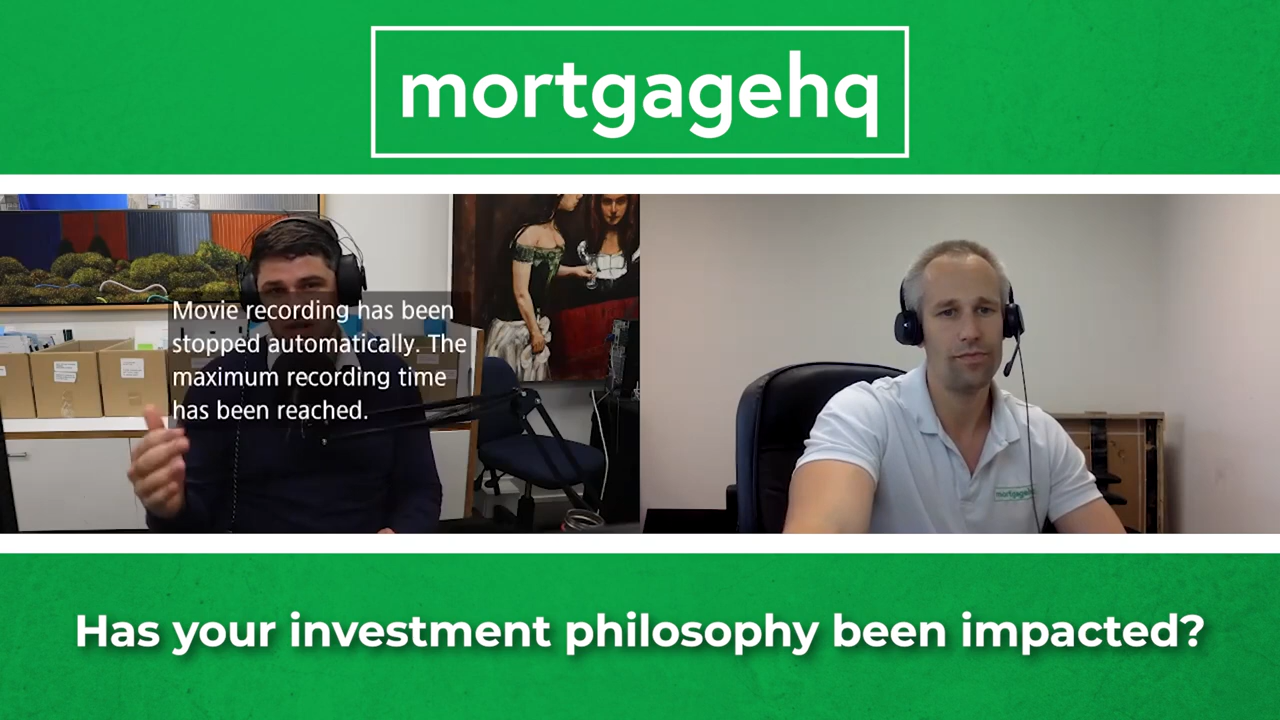 mortgagehq
Movie recording has been
stopped automatically. The
maximum recording time
has been reached.
mortgagehq
Has your investment philosophy been impacted?